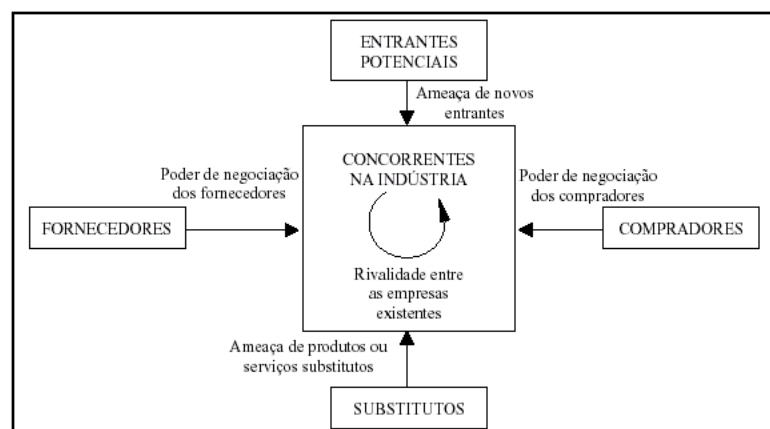 ENTRANTES
POTENCIAIS
Ameaça de novos
entrantes
CONCORRENTES
NA INDÚSTRIA
Poder de negociação
dos fornecedores
Poder de negociação
dos compradores
FORNECEDORES
COMPRADORES
Rivalidade entre
as empresas
existentes
Ameaça de produtos ou
serviços substitutos
SUBSTITUTOS